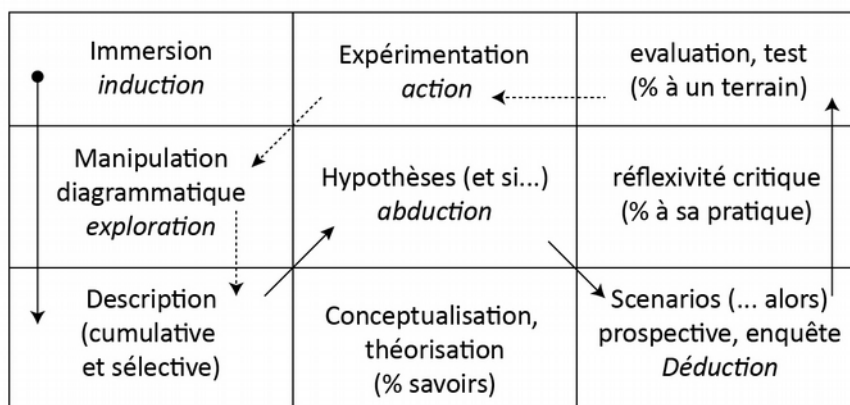 Immersion
induction
Expérimentation
action
evaluation, test
(% à un terrain)
Manipulation
diagrammatique
exploration
Hypothèses (et si...)
abduction
réflexivité critique
(% à sa pratique)
Description
(cumulative
et sélective)
Conceptualisation,
théorisation
(% savoirs)
Scenarios (... alors)
prospective, enquête
Déduction